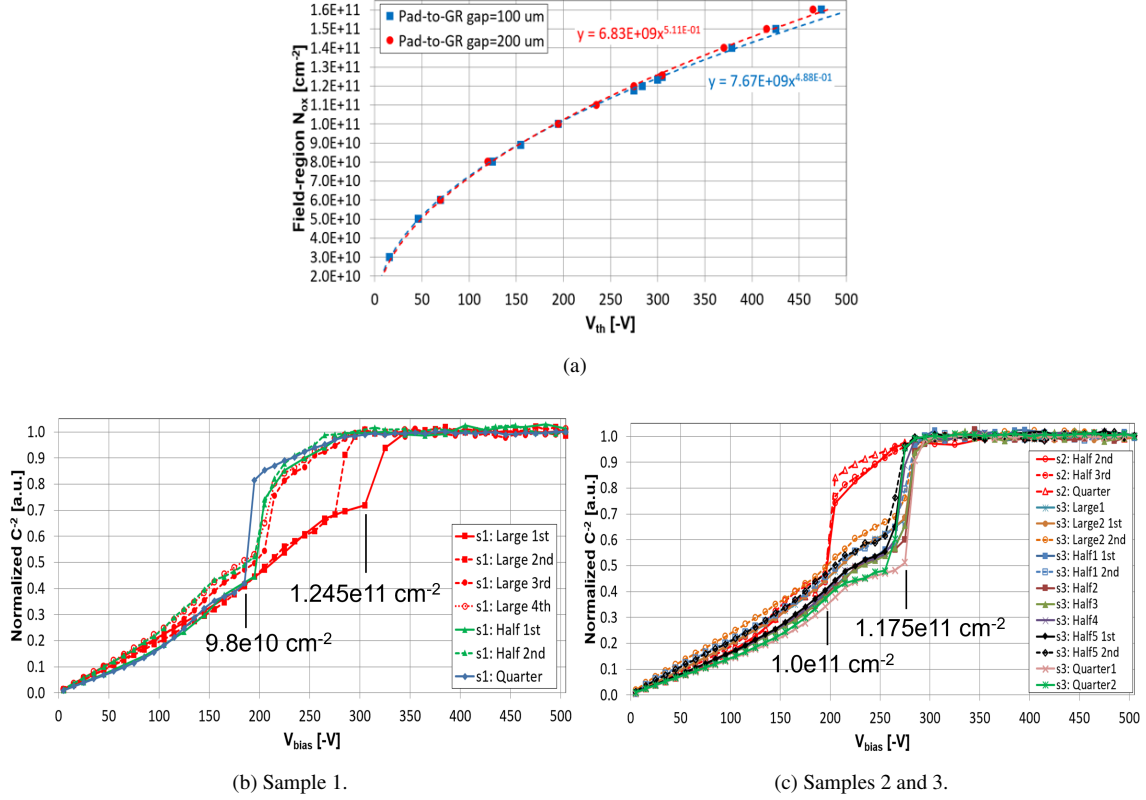 1.6E+11
1.5E+11
1.4E+11
1.3E+11
1.2E+11
1.1E+11
1.0E+11
9.0E+10
8.0E+10
7.0E+10
6.0E+10
5.0E+10
4.0E+10
3.0E+10
2.0E+10
Field-region Nox [cm-2]
Pad-to-GR gap=100 um
Pad-to-GR gap=200 um
y = 6.83E+09x5.11E-01
y = 7.67E+09x4.88E-01
0 50 100 150 200 250 300 350 400 450 500
Vth [-V]
(a)
Normalized C-2 [a.u.]
1.0
0.9
0.8
0.7
0.6
0.5
0.4
0.3
0.2
0.1
0.0
1.245e11 cm-2
9.8e10 cm-2
s1: Large 1st
s1: Large 2nd
s1: Large 3rd
s1: Large 4th
s1: Half 1st
s1: Half 2nd
s1: Quarter
0 50 100 150 200 250 300 350 400 450 500
Vbias [-V]
(b) Sample 1.
Normalized C-2 [a.u.]
1.0
0.9
0.8
0.7
0.6
0.5
0.4
0.3
0.2
0.1
0.0
1.175e11 cm-2
1.0e11 cm-2
s2: Half 2nd
s2: Half 3rd
s2: Quarter
s3: Large1
s3: Large2 1st
s3: Large2 2nd
s3: Half1 1st
s3: Half1 2nd
s3: Half2
s3: Half3
s3: Half4
s3: Half5 1st
s3: Half5 2nd
s3: Quarter1
s3: Quarter2
0 50 100 150 200 250 300 350 400 450 500
Vbias [-V]
(c) Samples 2 and 3.